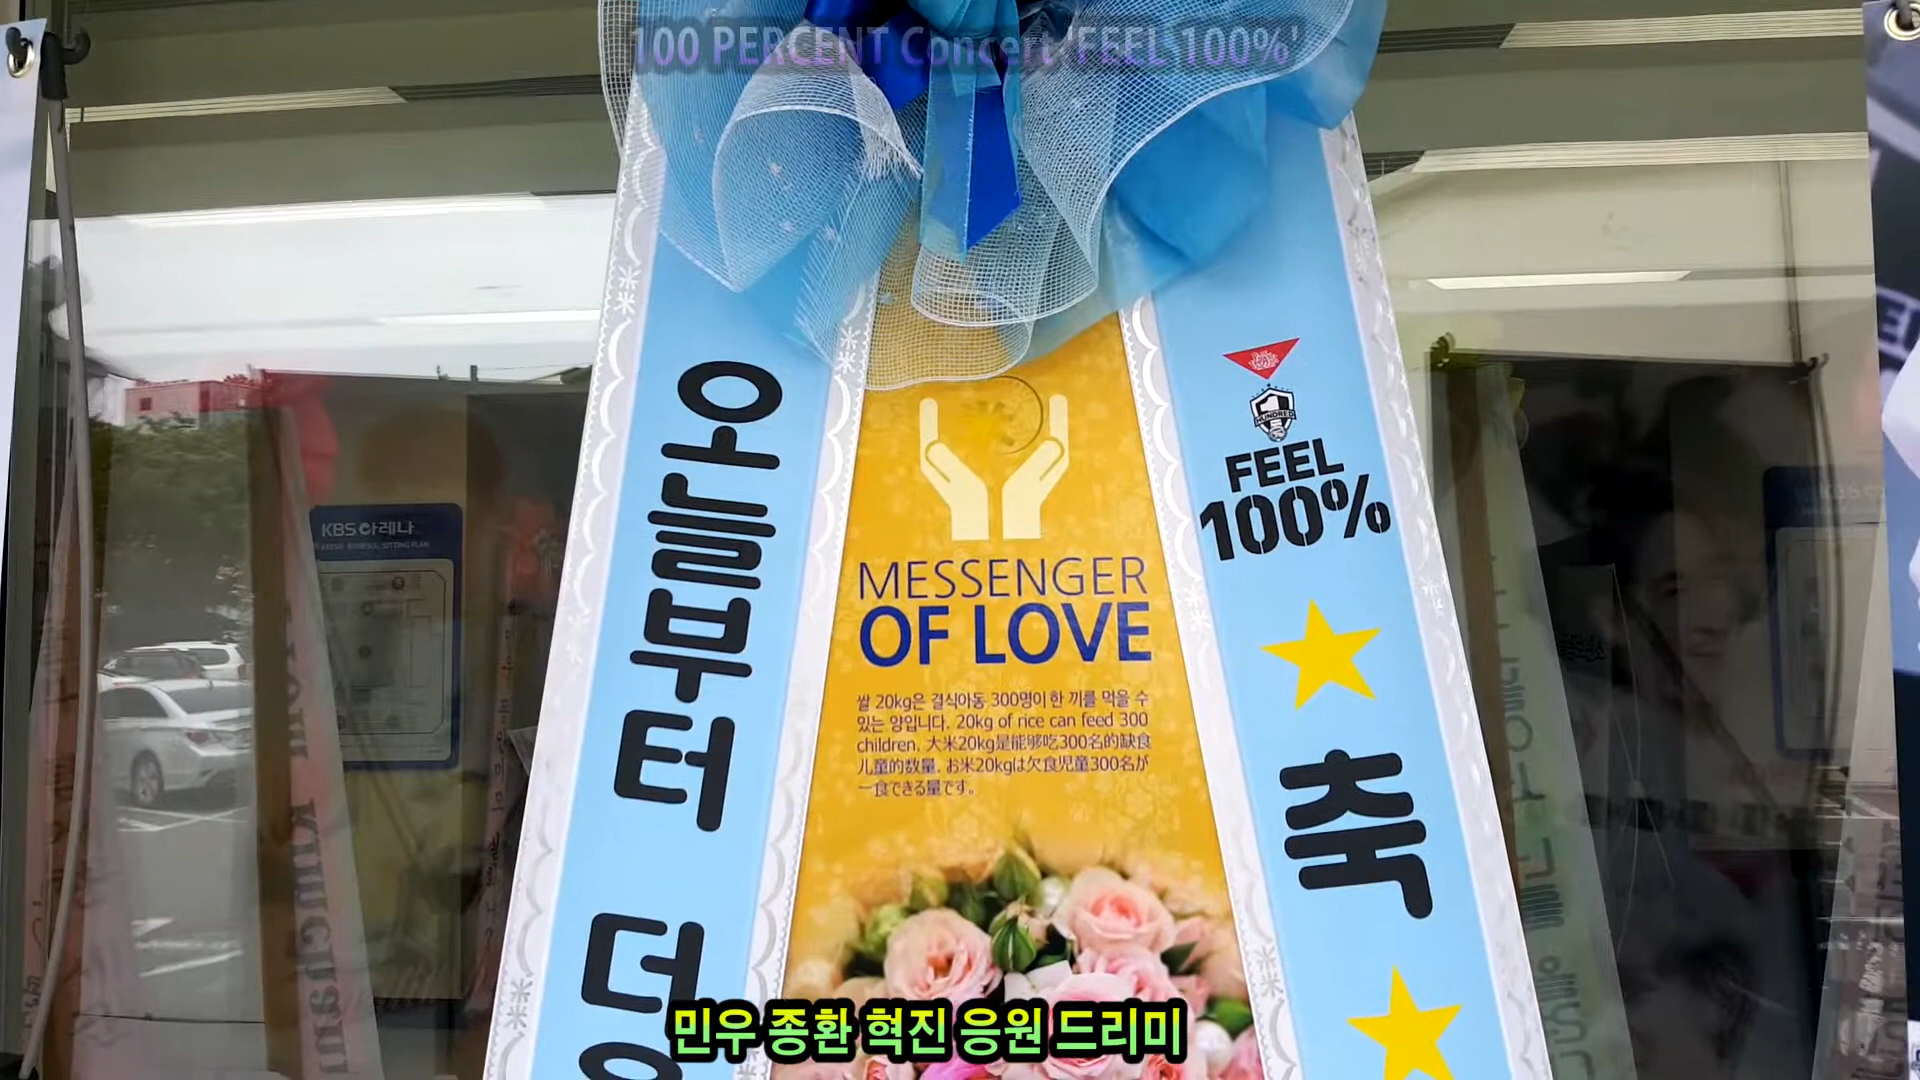 100 PERCENT Concert 'FEEL 100%'
KBS 아레나
오늘부터
MESSENGER
OF LOVE
쌀 20kg은 결식아동 300명이 한 끼를 먹을 수
있는 양입니다. 20kg of rice can feed 300
children. 大米20kg是能够吃300名的缺食
儿童的数量. お米20kgは欠食児童300名が
一食できる量です。
HUNDRED
FEEL
100%
축
민우 종환 혁진 응원 드리미